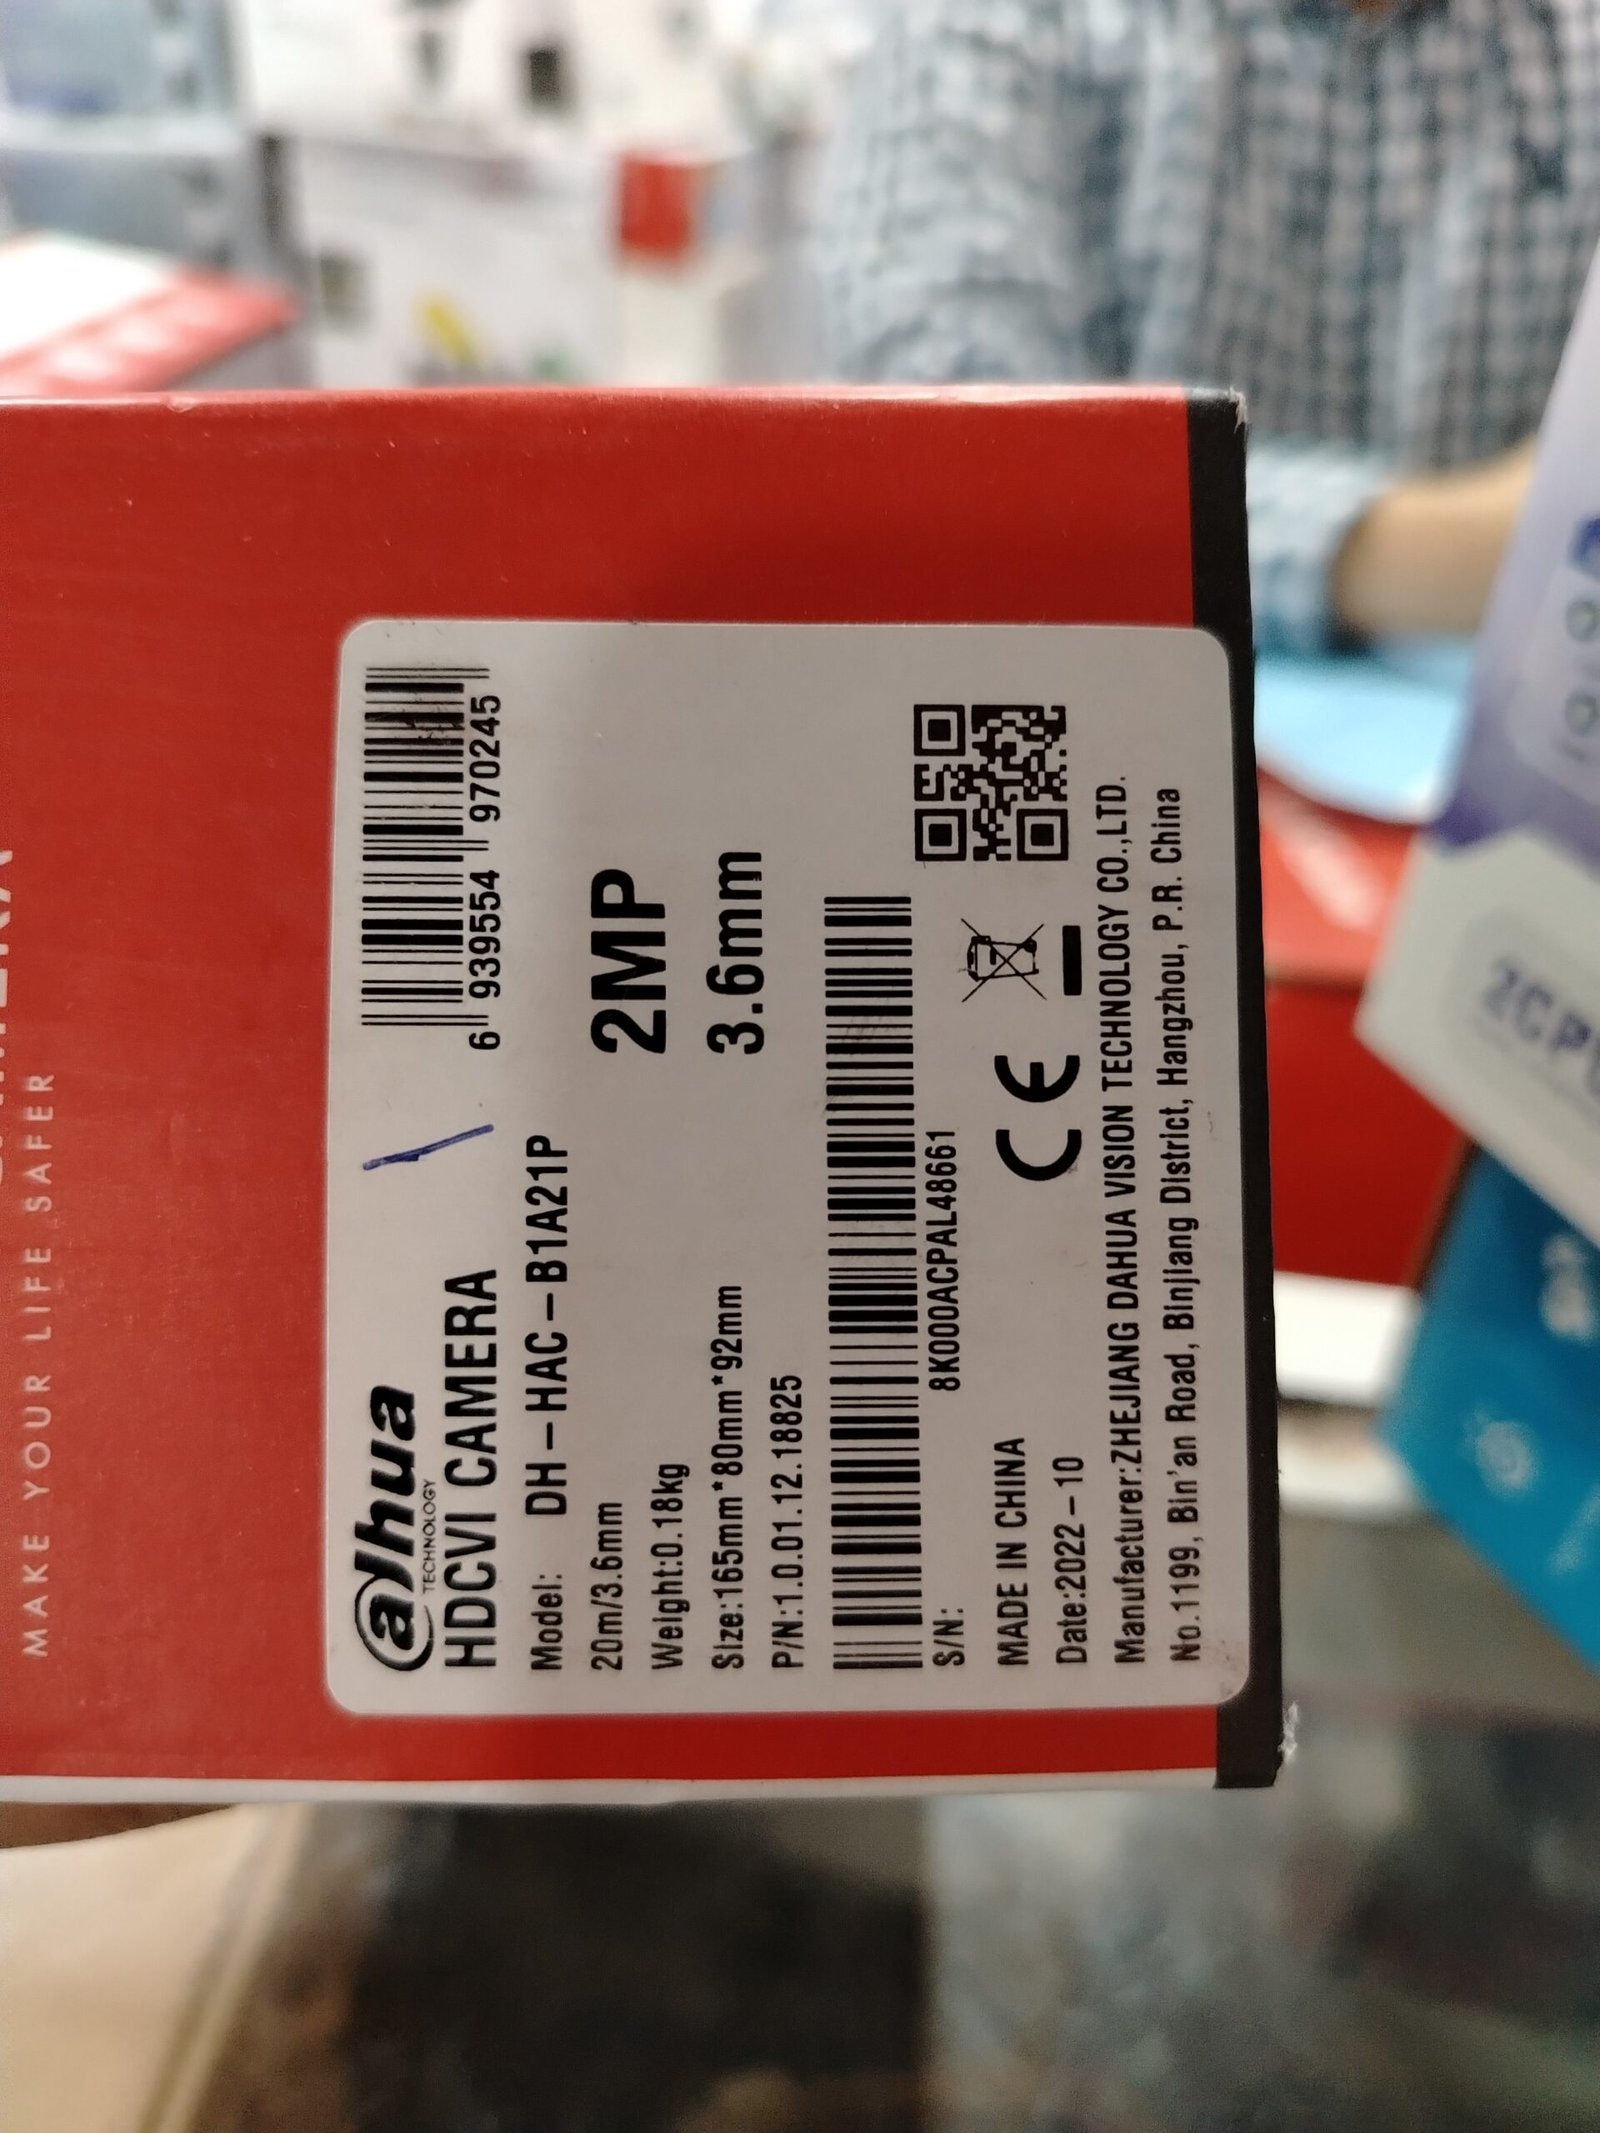 MAKE YOUR LIFE SAFER
alhua
TECHNOLOGY
HDCVI CAMERA
6 939554 970245
Model: DH-HAC-B1A21P
20m/3.6mm
2MP
Weight:0.18kg
Size:165mm*80mm*92mm
3.6mm
P/N:1.0.01.12.18825
S/N: 8K000ACPAL48661
MADE IN CHINA
Date:2022-10
CE
Manufacturer:ZHEJIANG DAHUA VISION TECHNOLOGY CO.,LTD.
No.1199, Bin'an Road, Binjiang District, Hangzhou, P.R. China